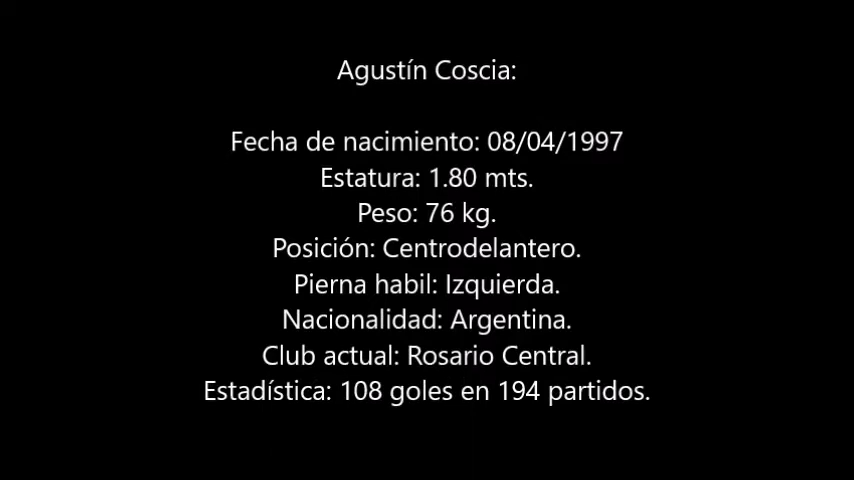 Agustín Coscia:
Fecha de nacimiento: 08/04/1997
Estatura: 1.80 mts.
Peso: 76 kg.
Posición: Centrodelantero.
Pierna habil: Izquierda.
Nacionalidad: Argentina.
Club actual: Rosario Central.
Estadística: 108 goles en 194 partidos.